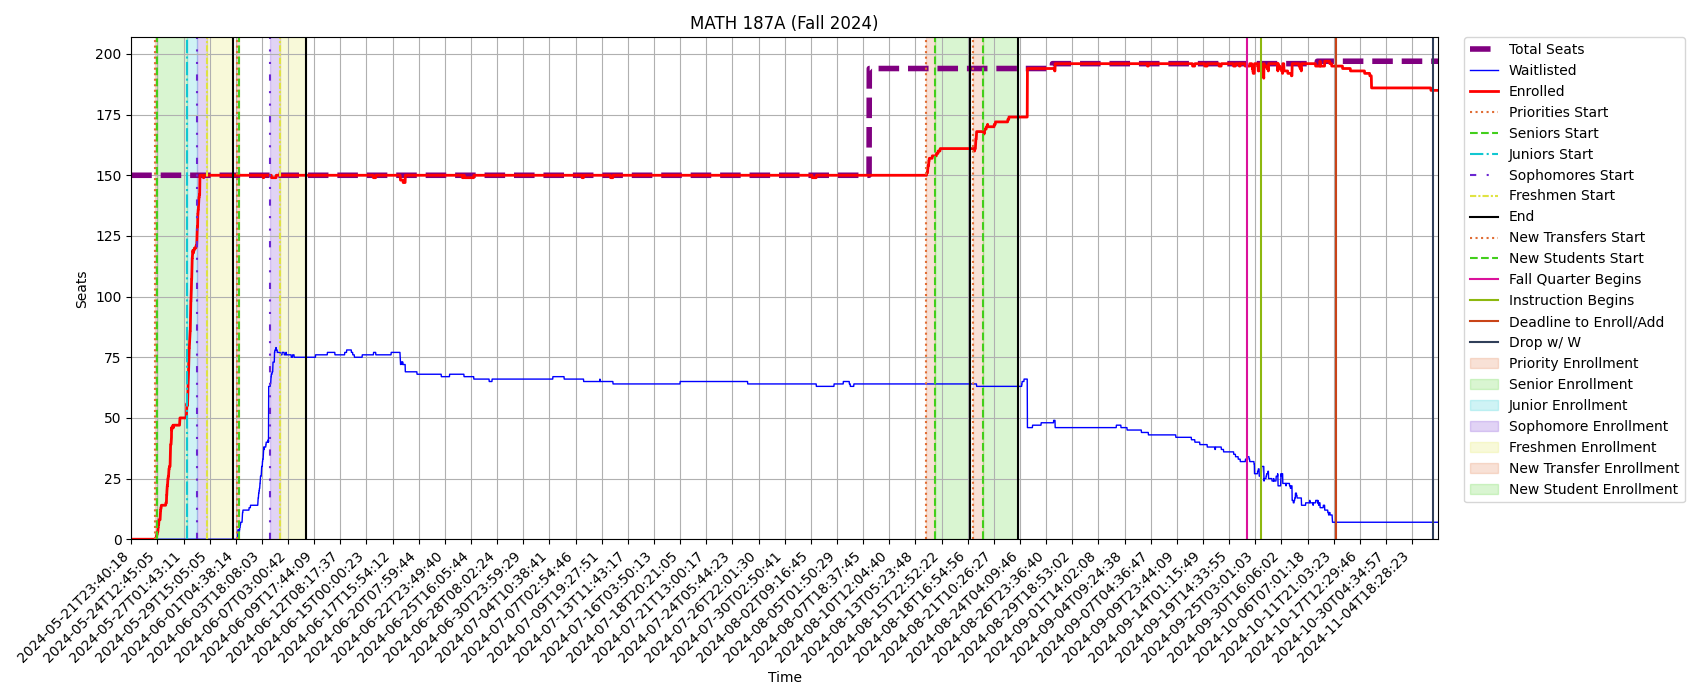 MATH 187A (Fall 2024)
200
175
150
125
100
75
50
25
0
Seats
2024-05-21T23:40:18
2024-05-24T12:45:05
2024-05-27T01:43:11
2024-05-29T15:05:05
2024-06-01T04:38:14
2024-06-03T18:08:03
2024-06-07T03:00:42
2024-06-09T17:44:09
2024-06-12T08:17:37
2024-06-15T00:00:23
2024-06-17T15:54:12
2024-06-20T07:59:44
2024-06-22T23:49:40
2024-06-25T16:05:44
2024-06-28T08:02:24
2024-06-30T23:59:29
2024-07-04T10:38:41
2024-07-07T02:54:46
2024-07-09T19:27:51
2024-07-13T11:43:17
2024-07-16T03:50:13
2024-07-18T20:21:05
2024-07-21T13:00:17
2024-07-24T05:44:23
2024-07-26T22:01:30
2024-07-30T02:50:41
2024-08-02T09:16:45
2024-08-05T01:50:29
2024-08-07T18:37:45
2024-08-10T12:04:40
2024-08-13T05:23:48
2024-08-15T22:52:22
2024-08-18T16:54:56
2024-08-21T10:26:27
2024-08-24T04:09:46
2024-08-26T23:36:40
2024-08-29T18:53:02
2024-09-01T14:02:08
2024-09-04T09:24:38
2024-09-07T04:36:47
2024-09-09T23:44:09
2024-09-14T01:15:49
2024-09-19T14:33:55
2024-09-25T03:01:03
2024-09-30T16:06:02
2024-10-06T07:01:18
2024-10-11T21:03:23
2024-10-17T12:29:46
2024-10-30T04:34:57
2024-11-04T18:28:23
Time
Total Seats
Waitlisted
Enrolled
Priorities Start
Seniors Start
Juniors Start
Sophomores Start
Freshmen Start
End
New Transfers Start
New Students Start
Fall Quarter Begins
Instruction Begins
Deadline to Enroll/Add
Drop w/ W
Priority Enrollment
Senior Enrollment
Junior Enrollment
Sophomore Enrollment
Freshmen Enrollment
New Transfer Enrollment
New Student Enrollment